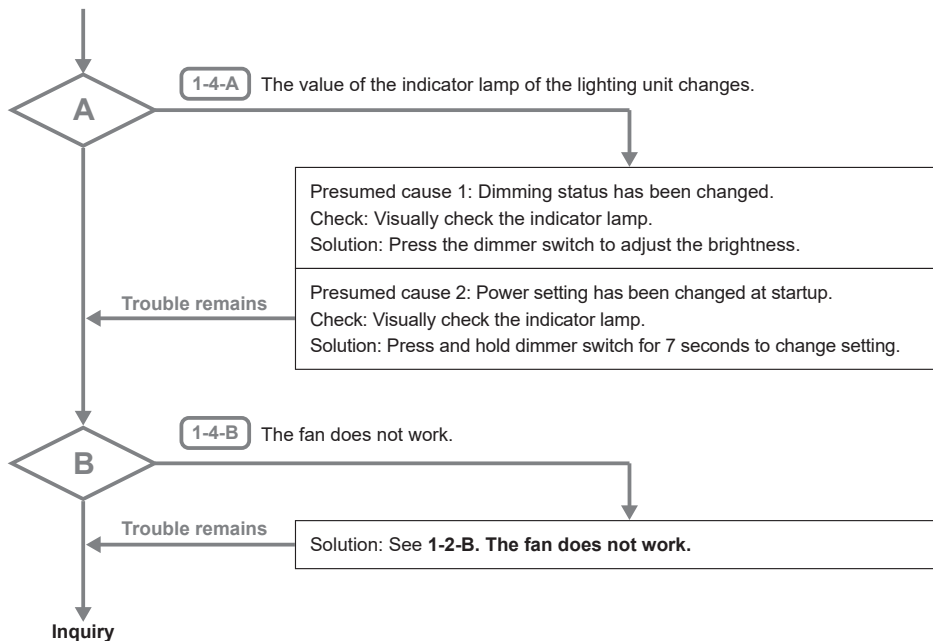 1-4-A The value of the indicator lamp of the lighting unit changes.
A
Presumed cause 1: Dimming status has been changed.
Check: Visually check the indicator lamp.
Solution: Press the dimmer switch to adjust the brightness.
Trouble remains
Presumed cause 2: Power setting has been changed at startup.
Check: Visually check the indicator lamp.
Solution: Press and hold dimmer switch for 7 seconds to change setting.
1-4-B The fan does not work.
B
Trouble remains
Solution: See 1-2-B. The fan does not work.
Inquiry